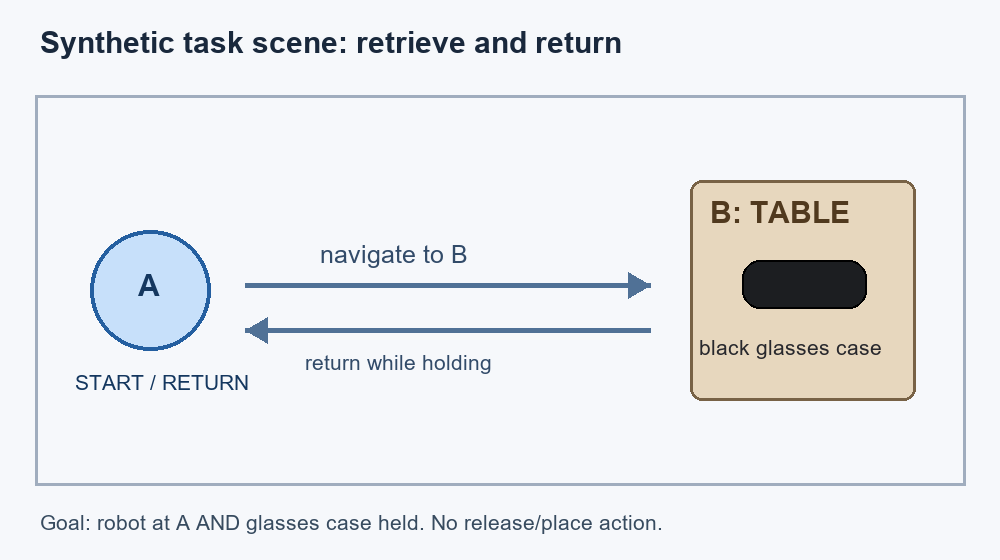 Synthetic task scene: retrieve and return
B: TABLE
navigate to B
A
black glasses case
return while holding
START / RETURN
Goal: robot at A AND glasses case held. No release/place action.